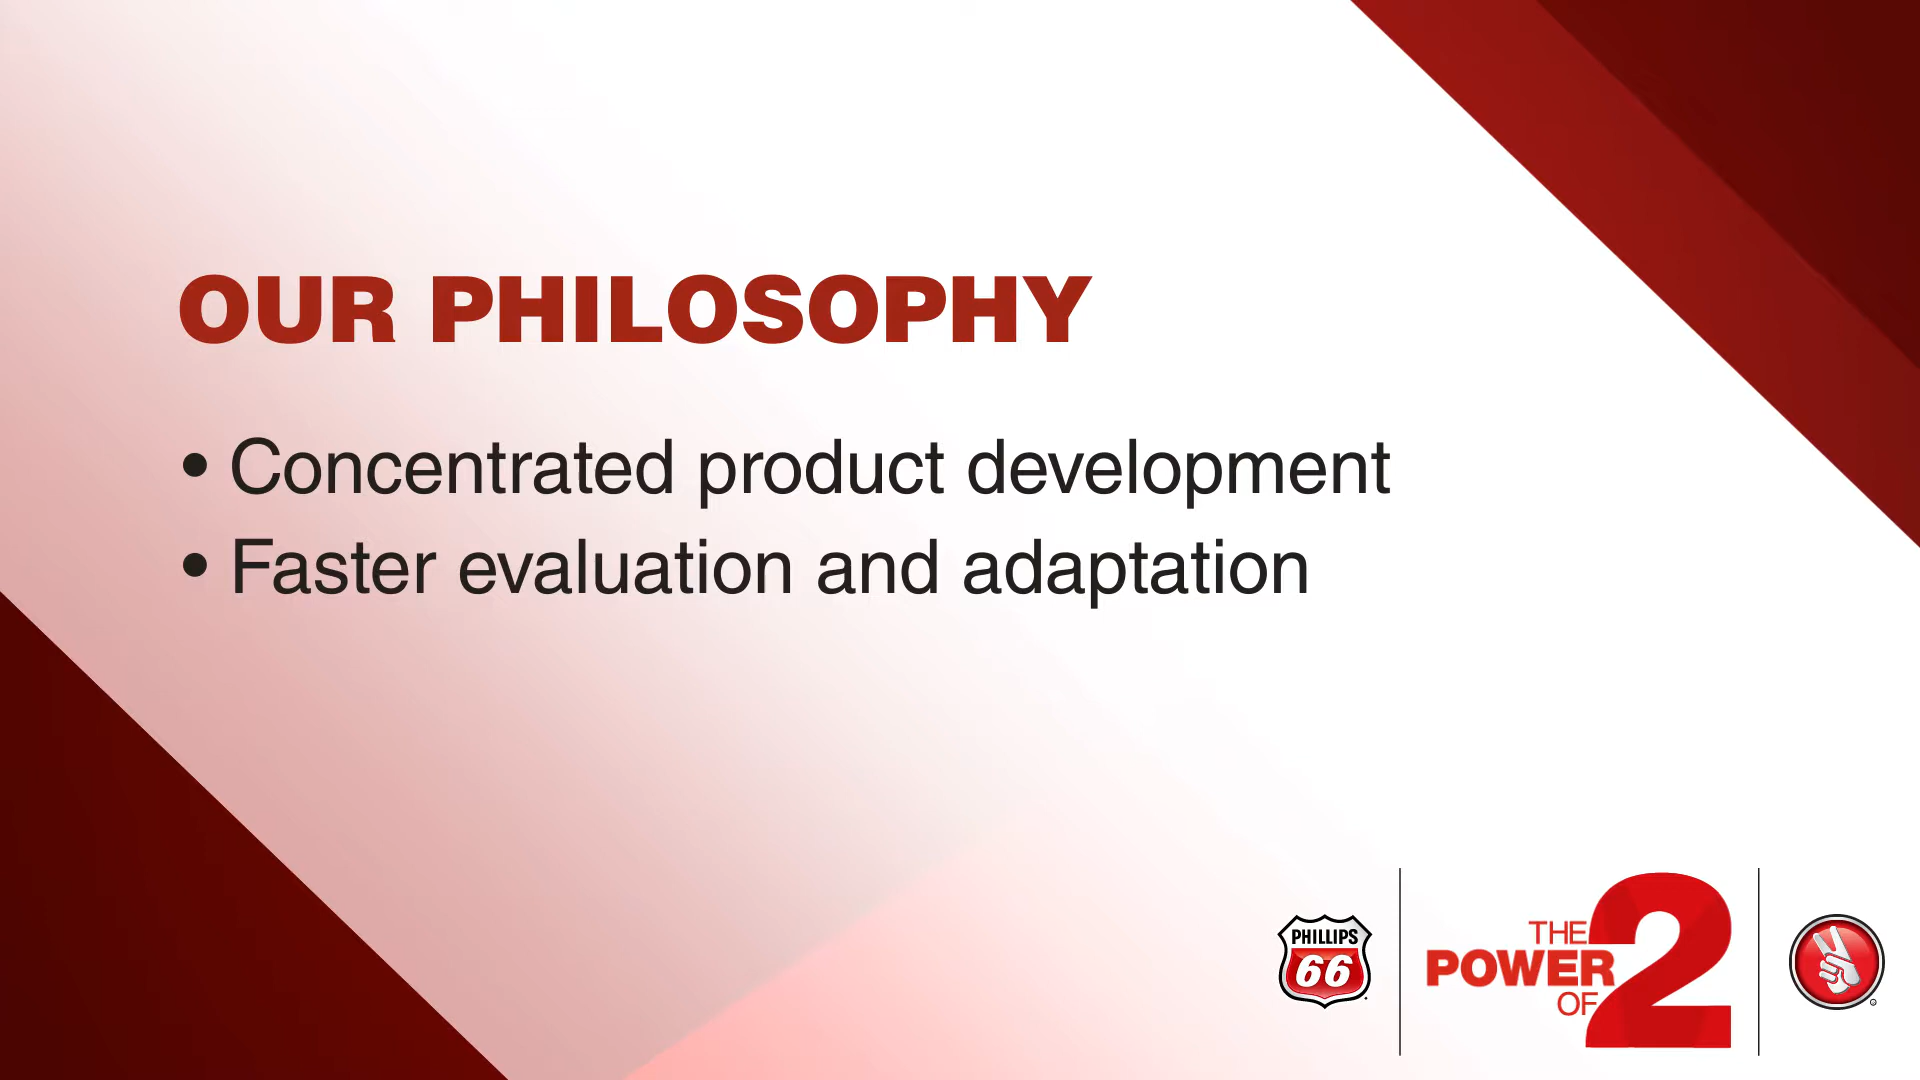 OUR PHILOSOPHY
• Concentrated product development
• Faster evaluation and adaptation
PHILLIPS
66
THE
POWER
OF
2